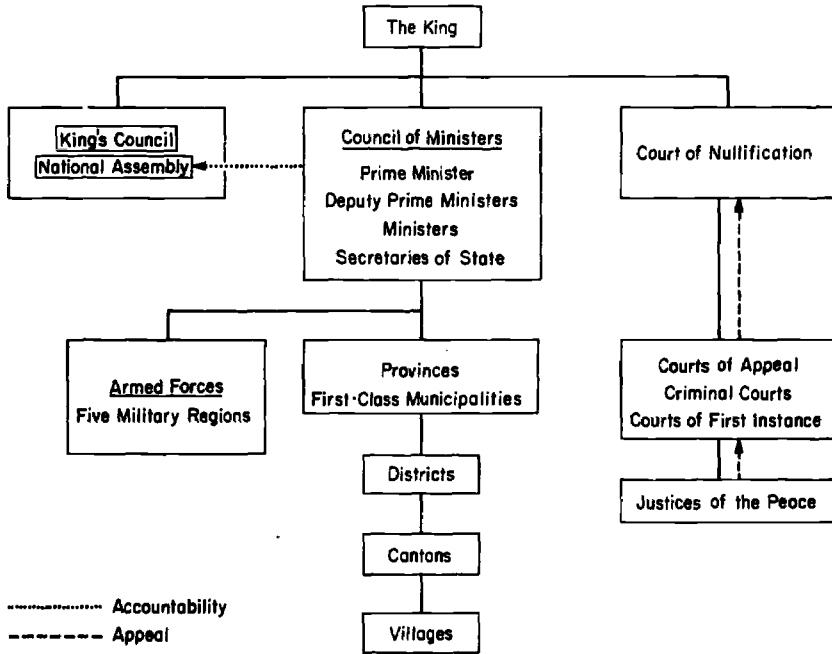 The King
King's Council
National Assembly
Council of Ministers
Prime Minister
Deputy Prime Ministers
Ministers
Secretaries of State
Court of Nullification
Armed Forces
Five Military Regions
Provinces
First-Class Municipalities
Courts of Appeal
Criminal Courts
Courts of First Instance
Districts
Justices of the Peace
Cantons
Villages
Accountability
Appeal